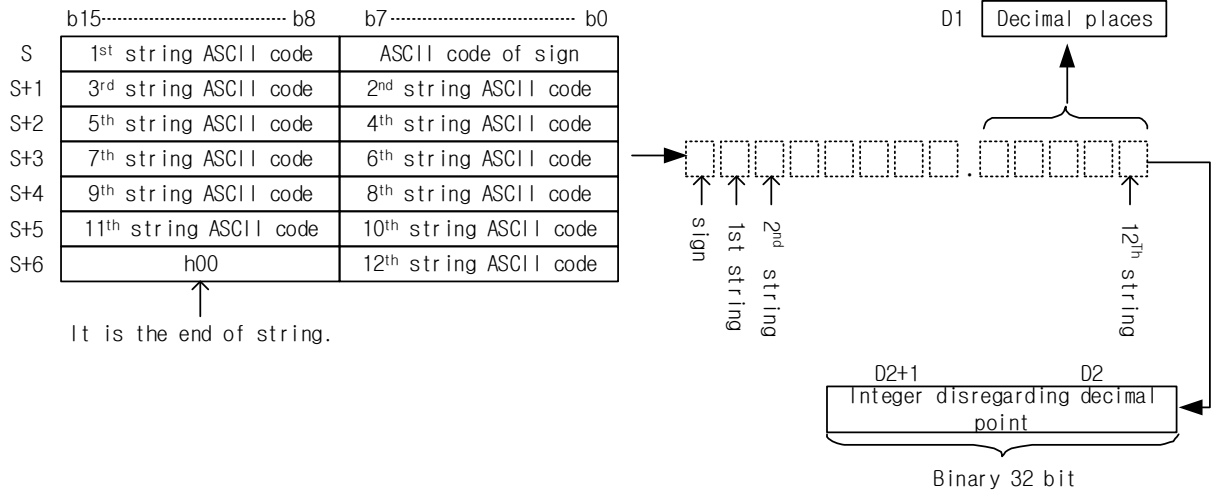 b15 b8 b7 b0
S 1st string ASCII code ASCII code of sign
S+1 3rd string ASCII code 2nd string ASCII code
S+2 5th string ASCII code 4th string ASCII code
S+3 7th string ASCII code 6th string ASCII code
S+4 9th string ASCII code 8th string ASCII code
S+5 11th string ASCII code 10th string ASCII code
S+6 h00 12th string ASCII code
It is the end of string.
D1 Decimal places
.
sign
1st string
2nd string
12Th string
D2+1 D2
Integer disregarding decimal
point
Binary 32 bit